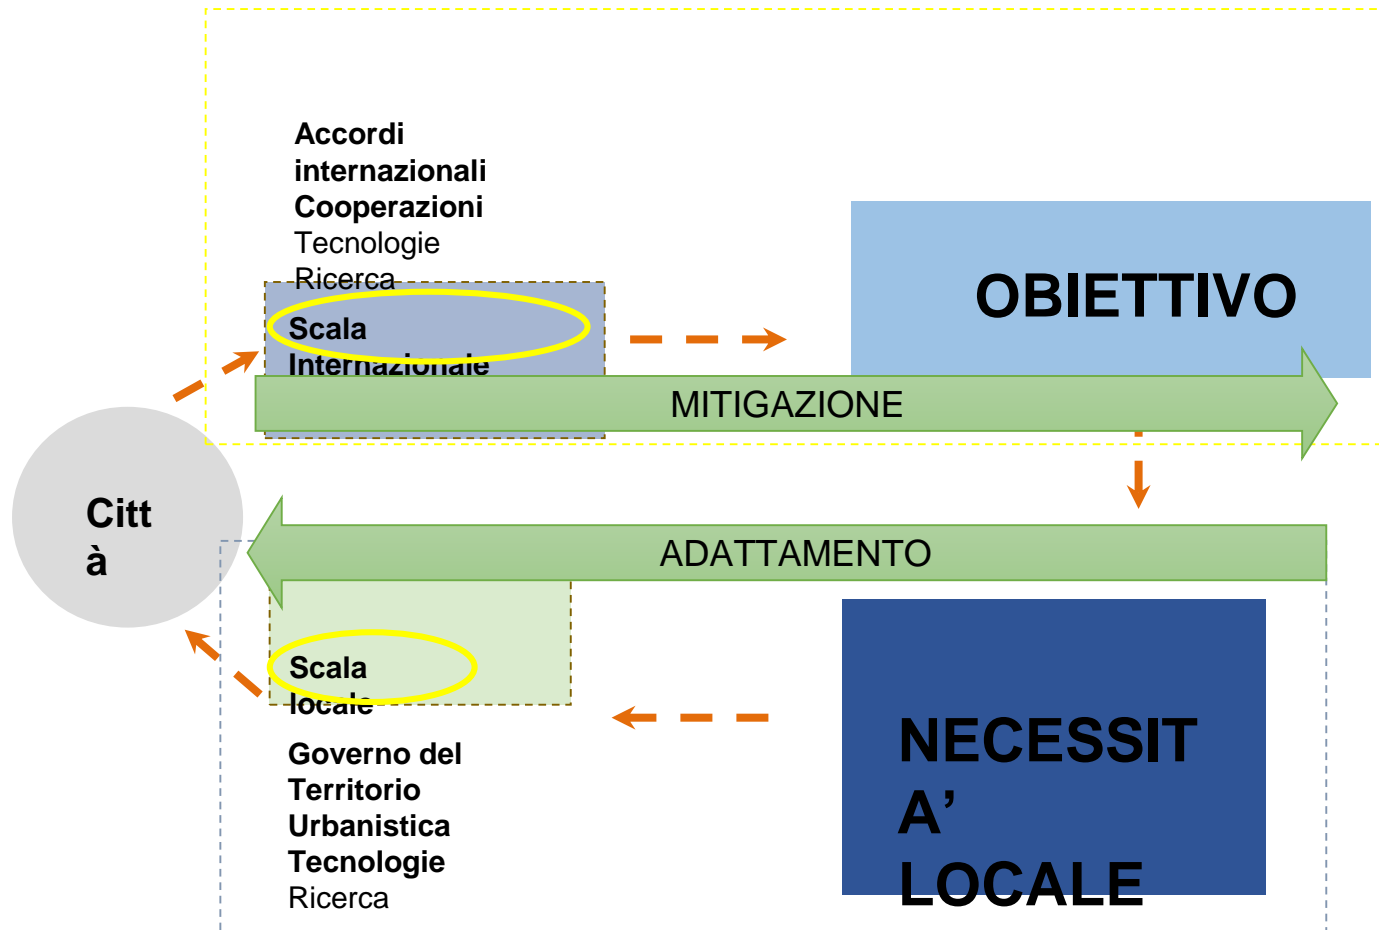 Accordi
internazionali
Cooperazioni
Tecnologie
Ricerca
Scala
Internazionale
OBIETTIVO
MITIGAZIONE
Citt
à
ADATTAMENTO
Scala
locale
Governo del
Territorio
Urbanistica
Tecnologie
Ricerca
NECESSIT
A’
LOCALE